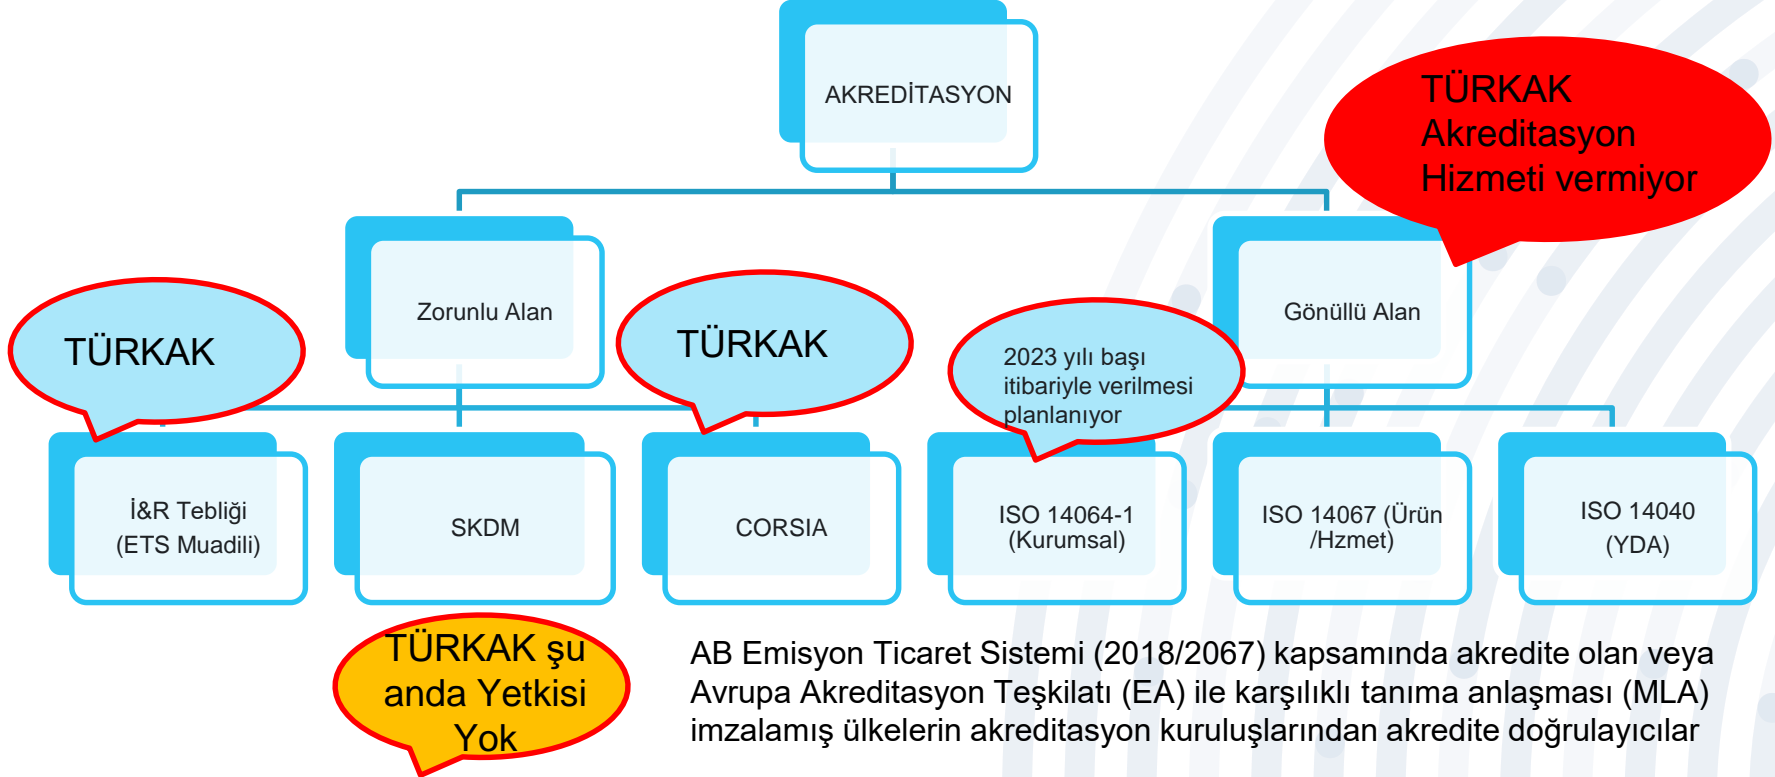 AKREDİTASYON
TÜRKAK
Akreditasyon
Hizmeti vermiyor
Zorunlu Alan
Gönüllü Alan
TÜRKAK
TÜRKAK
2023 yılı başı
itibariyle verilmesi
planlanıyor
İ&R Tebliği
(ETS Muadili)
SKDM
CORSIA
ISO 14064-1
(Kurumsal)
ISO 14067 (Ürün
/Hzmet)
ISO 14040
(YDA)
TÜRKAK şu
anda Yetkisi
Yok
AB Emisyon Ticaret Sistemi (2018/2067) kapsamında akredite olan veya
Avrupa Akreditasyon Teşkilatı (EA) ile karşılıklı tanıma anlaşması (MLA)
imzalamış ülkelerin akreditasyon kuruluşlarından akredite doğrulayıcılar